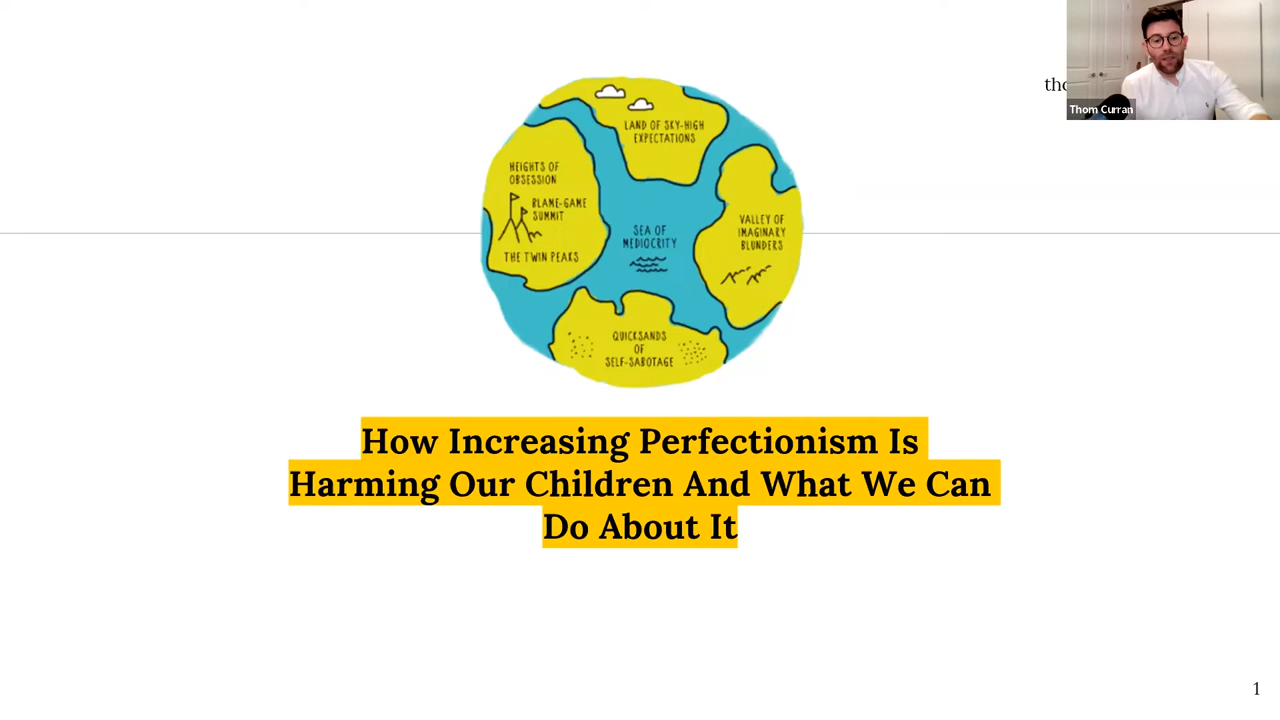 tho
Thom Curran
LAND OF SKY-HIGH
EXPECTATIONS
HEIGHTS OF
OBSESSION
BLAME-GAME
SUMMIT
THE TWIN PEAKS
SEA OF
MEDIOCRITY
VALLEY OF
IMAGINARY
BLUNDERS
QUICKSANDS
OF
SELF-SABOTAGE
How Increasing Perfectionism Is
Harming Our Children And What We Can
Do About It
1